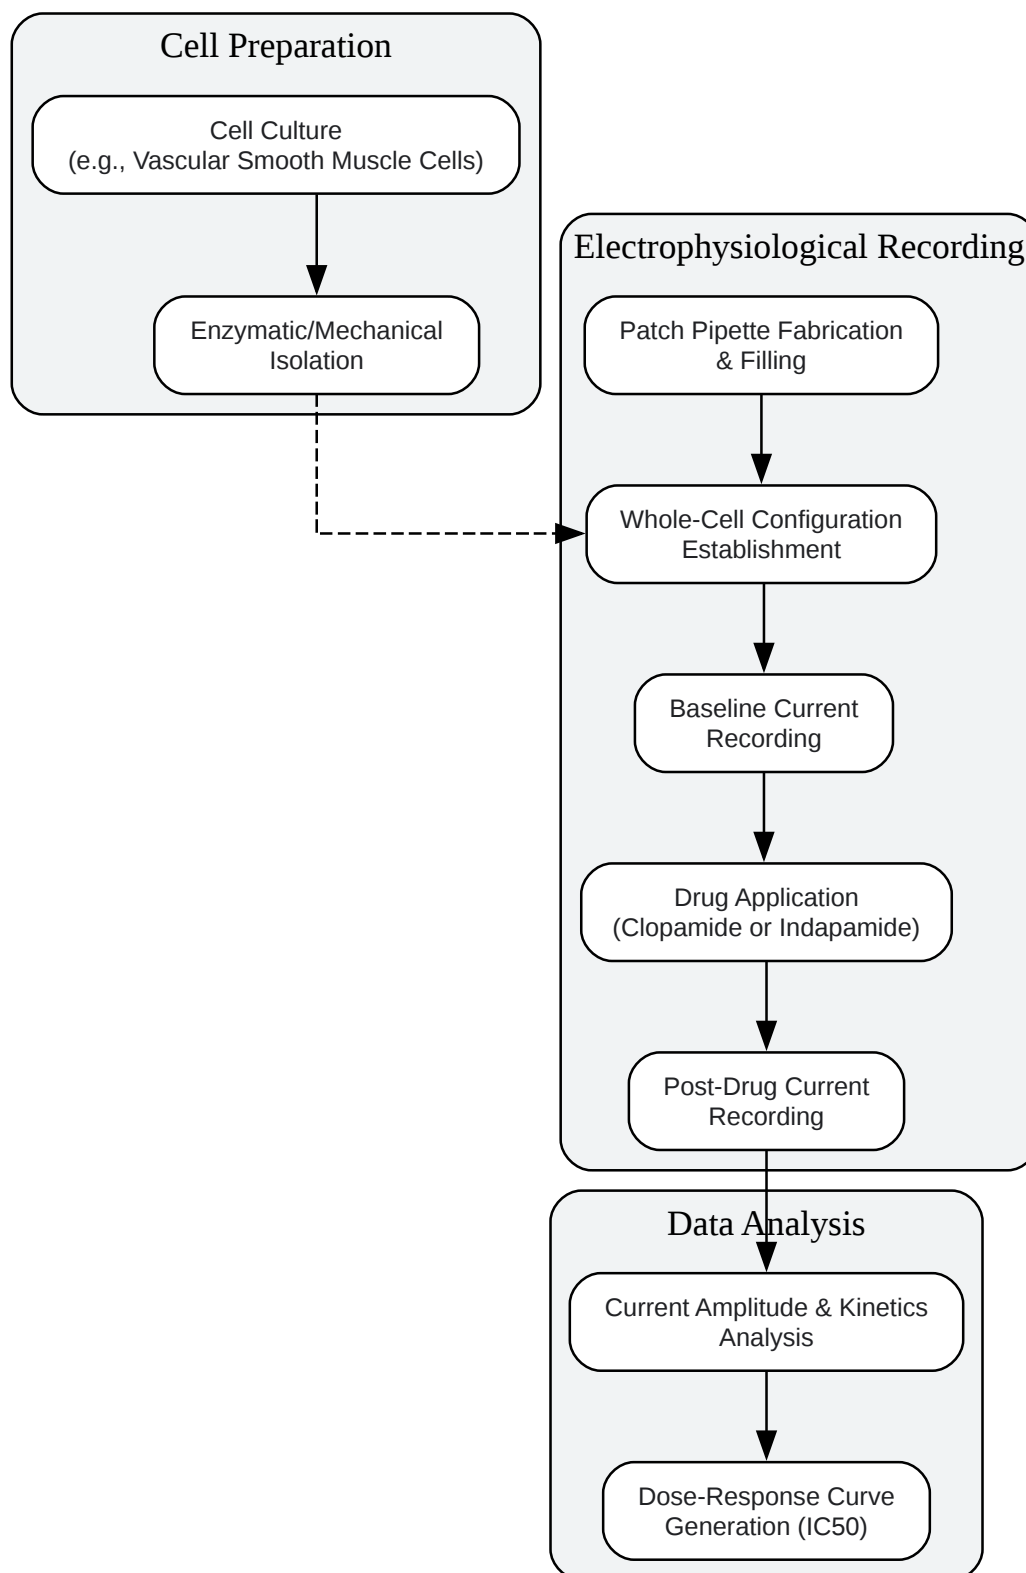 Cell Preparation
Cell Culture
(e.g., Vascular Smooth Muscle Cells)
Enzymatic/Mechanical
Isolation
Electrophysiological Recording
Patch Pipette Fabrication
& Filling
Whole-Cell Configuration
Establishment
Baseline Current
Recording
Drug Application
(Clopamide or Indapamide)
Post-Drug Current
Recording
Data Analysis
Current Amplitude & Kinetics
Analysis
Dose-Response Curve
Generation (IC50)